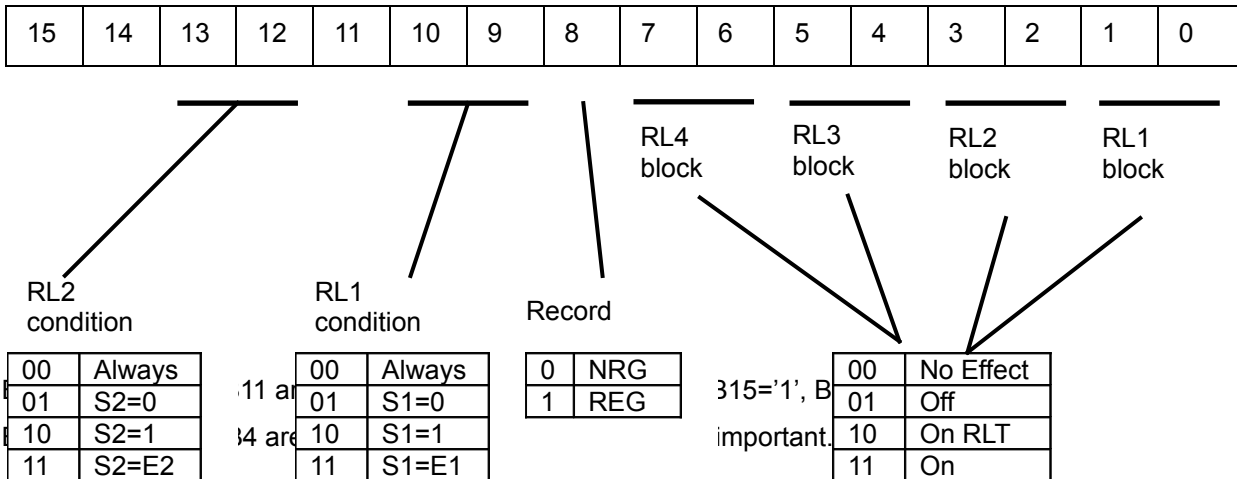 15 14 13 12 11 10 9 8 7 6 5 4 3 2 1 0
RL4 block
RL3 block
RL2 block
RL1 block
RL2 condition
RL1 condition
Record
00 Always
01 S2=0
10 S2=1
11 S2=E2
00 Always
01 S1=0
10 S1=1
11 S1=E1
0 NRG
1 REG
00 No Effect
01 Off
10 On RLT
11 On
important.